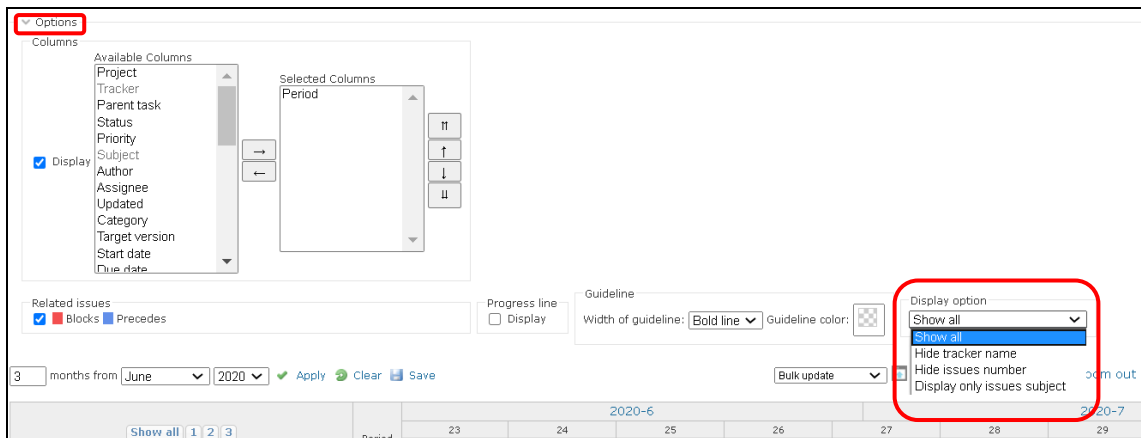 Options
Columns
Available Columns
Project
Tracker
Parent task
Status
Priority
Subject
Author
Assignee
Updated
Category
Target version
Start date
Due date
Display
→
←
Selected Columns
Period
⇈
↑
↓
⇊
Related issues
Blocks Precedes
Progress line
Display
Guideline
Width of guideline: Bold line Guideline color:
Display option
Show all
Show all
Hide tracker name
Hide issues number
Display only issues subject
3 months from June 2020 Apply Clear Save
Bulk update
out
2020-6 2020-7
Show all 1 2 3
Period
23 24 25 26 27 28 29